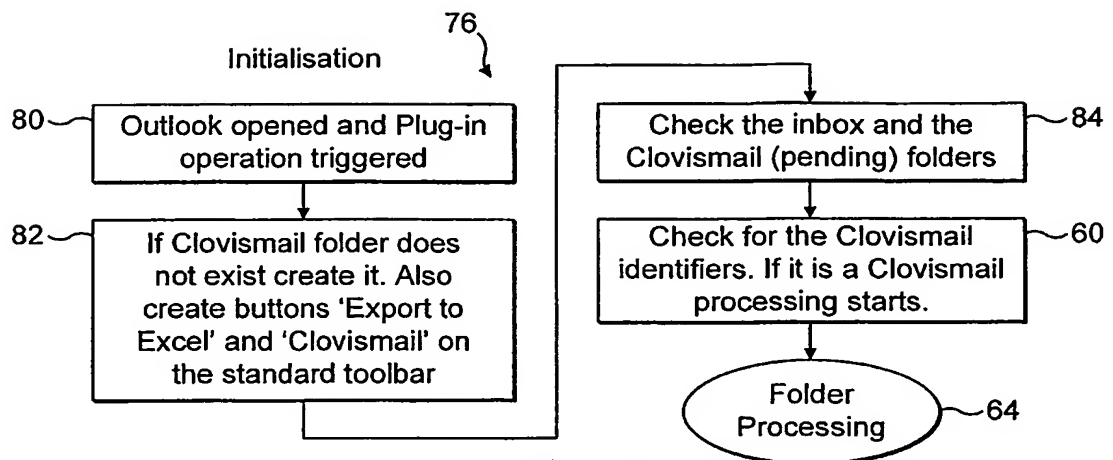 Initialisation
76
80
Outlook opened and Plug-in
operation triggered
82
If Clovismail folder does
not exist create it. Also
create buttons ‘Export to
Excel’ and ‘Clovismail’ on
the standard toolbar
84
Check the inbox and the
Clovismail (pending) folders
60
Check for the Clovismail
identifiers. If it is a Clovismail
processing starts.
Folder
Processing
64